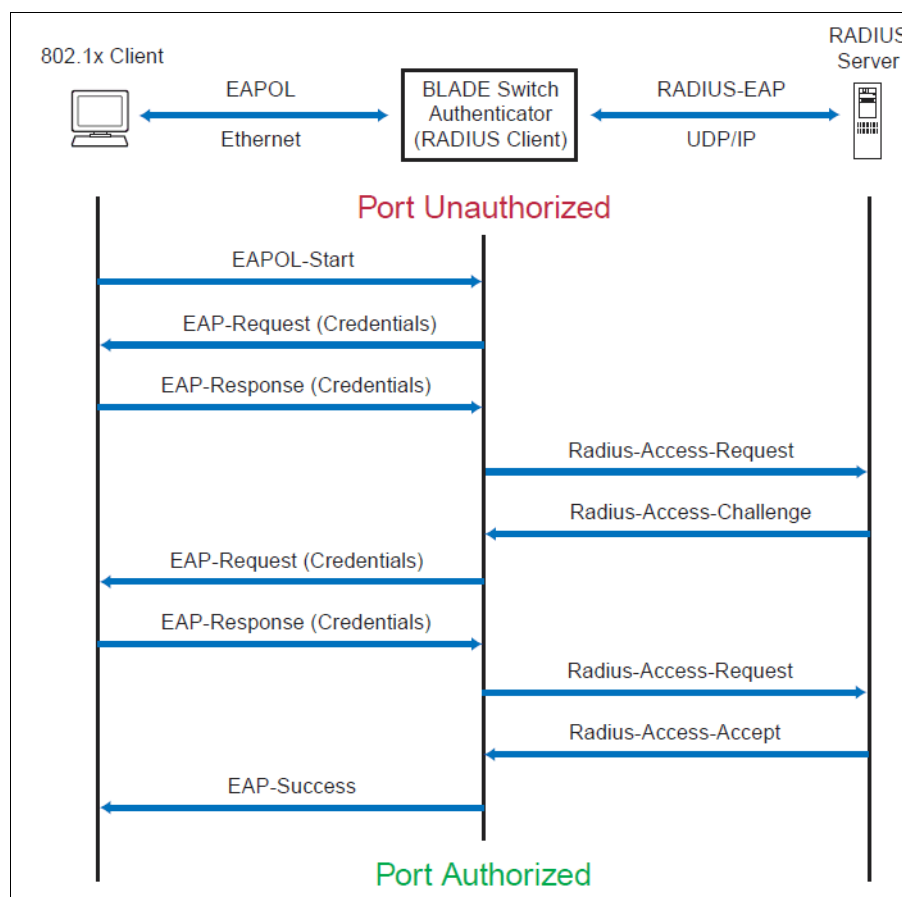 802.1x Client
EAPOL
Ethernet
BLADE Switch
Authenticator
(RADIUS Client)
RADIUS-EAP
UDP/IP
RADIUS
Server
Port Unauthorized
EAPOL-Start
EAP-Request (Credentials)
EAP-Response (Credentials)
Radius-Access-Request
Radius-Access-Challenge
EAP-Request (Credentials)
EAP-Response (Credentials)
Radius-Access-Request
Radius-Access-Accept
EAP-Success
Port Authorized